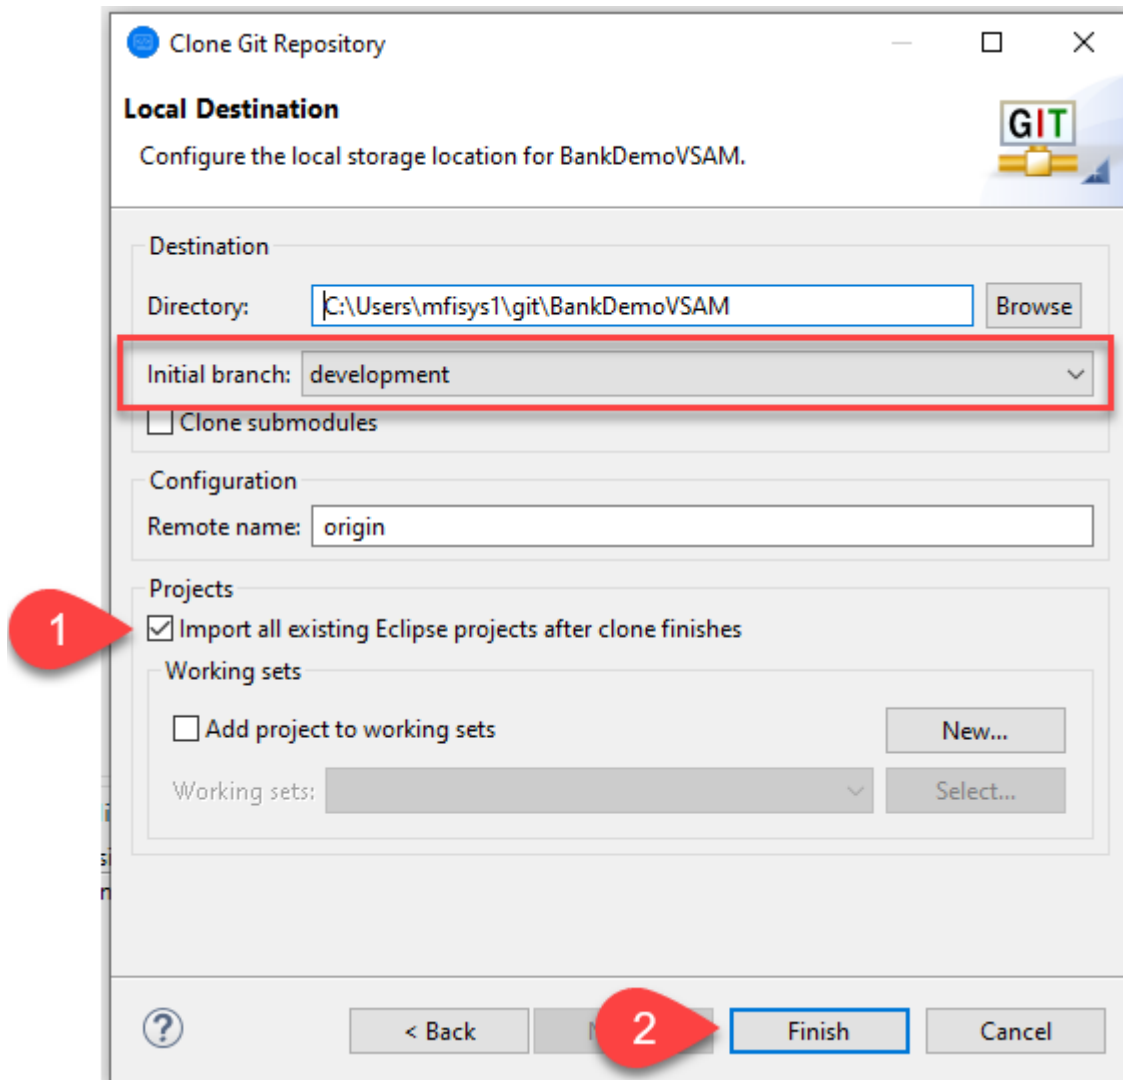 Clone Git Repository
Local Destination
GIT
Configure the local storage location for BankDemoVSAM.
Destination
Directory: C:\Users\mfisys1\git\BankDemoVSAM Browse
Initial branch: development
Clone submodules
Configuration
Remote name: origin
Projects
1 Import all existing Eclipse projects after clone finishes
Working sets
Add project to working sets New...
Working sets: Select...
? < Back 2 Finish Cancel